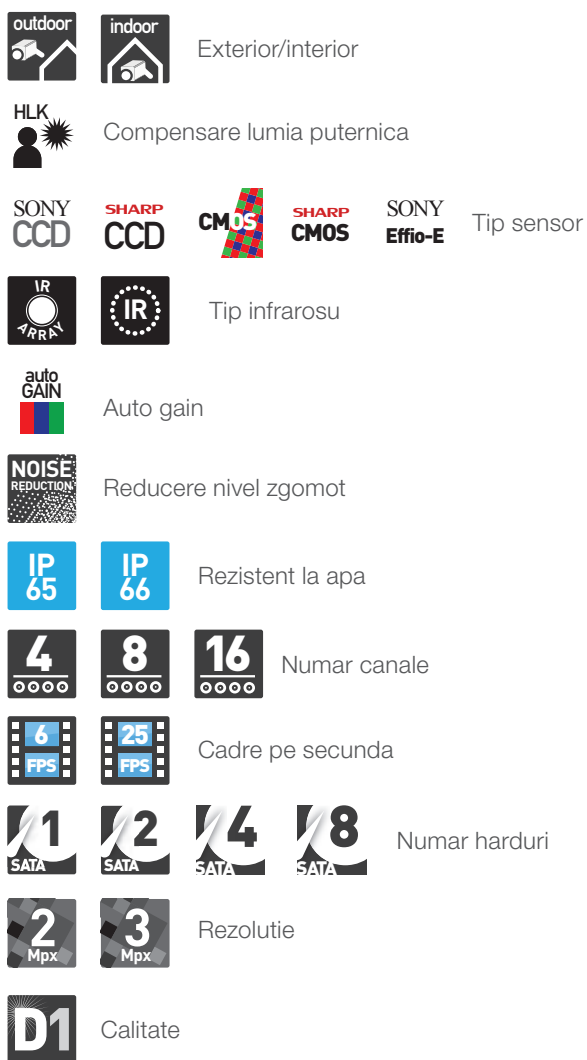 outdoor indoor Exterior/interior
HLK
Compensare lumia puternica
SONY CCD SHARP CCD CMOS SHARP CMOS SONY Effio-E Tip sensor
IR ARRAY IR Tip infrarosu
auto GAIN
Auto gain
NOISE REDUCTION
Reducere nivel zgomot
IP 65 IP 66 Rezistent la apa
4 8 16 Numar canale
6 FPS 25 FPS Cadre pe secunda
1 SATA 2 SATA 4 SATA 8 SATA Numar harduri
2 Mpx 3 Mpx Rezolutie
D1 Calitate